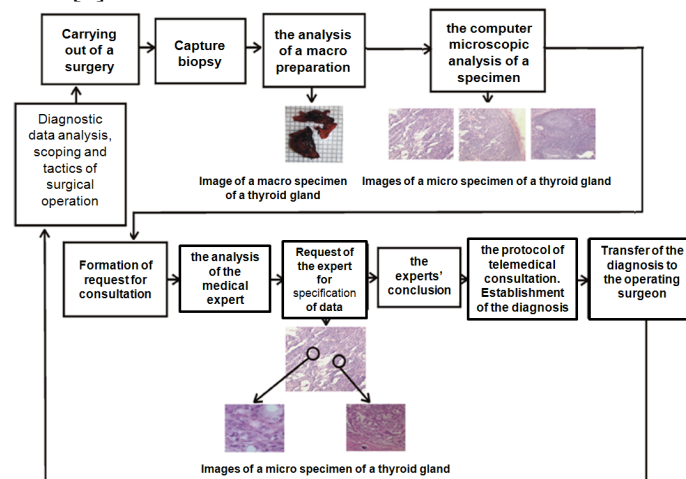 Carrying
out of a
surgery
Capture
biopsy
the analysis
of a macro
preparation
the computer
microscopic
analysis of a
specimen
Diagnostic
data analysis,
scoping and
tactics of
surgical
operation
Image of a macro specimen
of a thyroid gland
Images of a micro specimen of a thyroid gland
Formation of
request for
consultation
the analysis
of the
medical
expert
Request of
the expert
for
specification
of data
the
experts'
conclusion
the protocol of
telemedical
consultation.
Establishment
of the diagnosis
Transfer of the
diagnosis to
the operating
surgeon
Images of a micro specimen of a thyroid gland